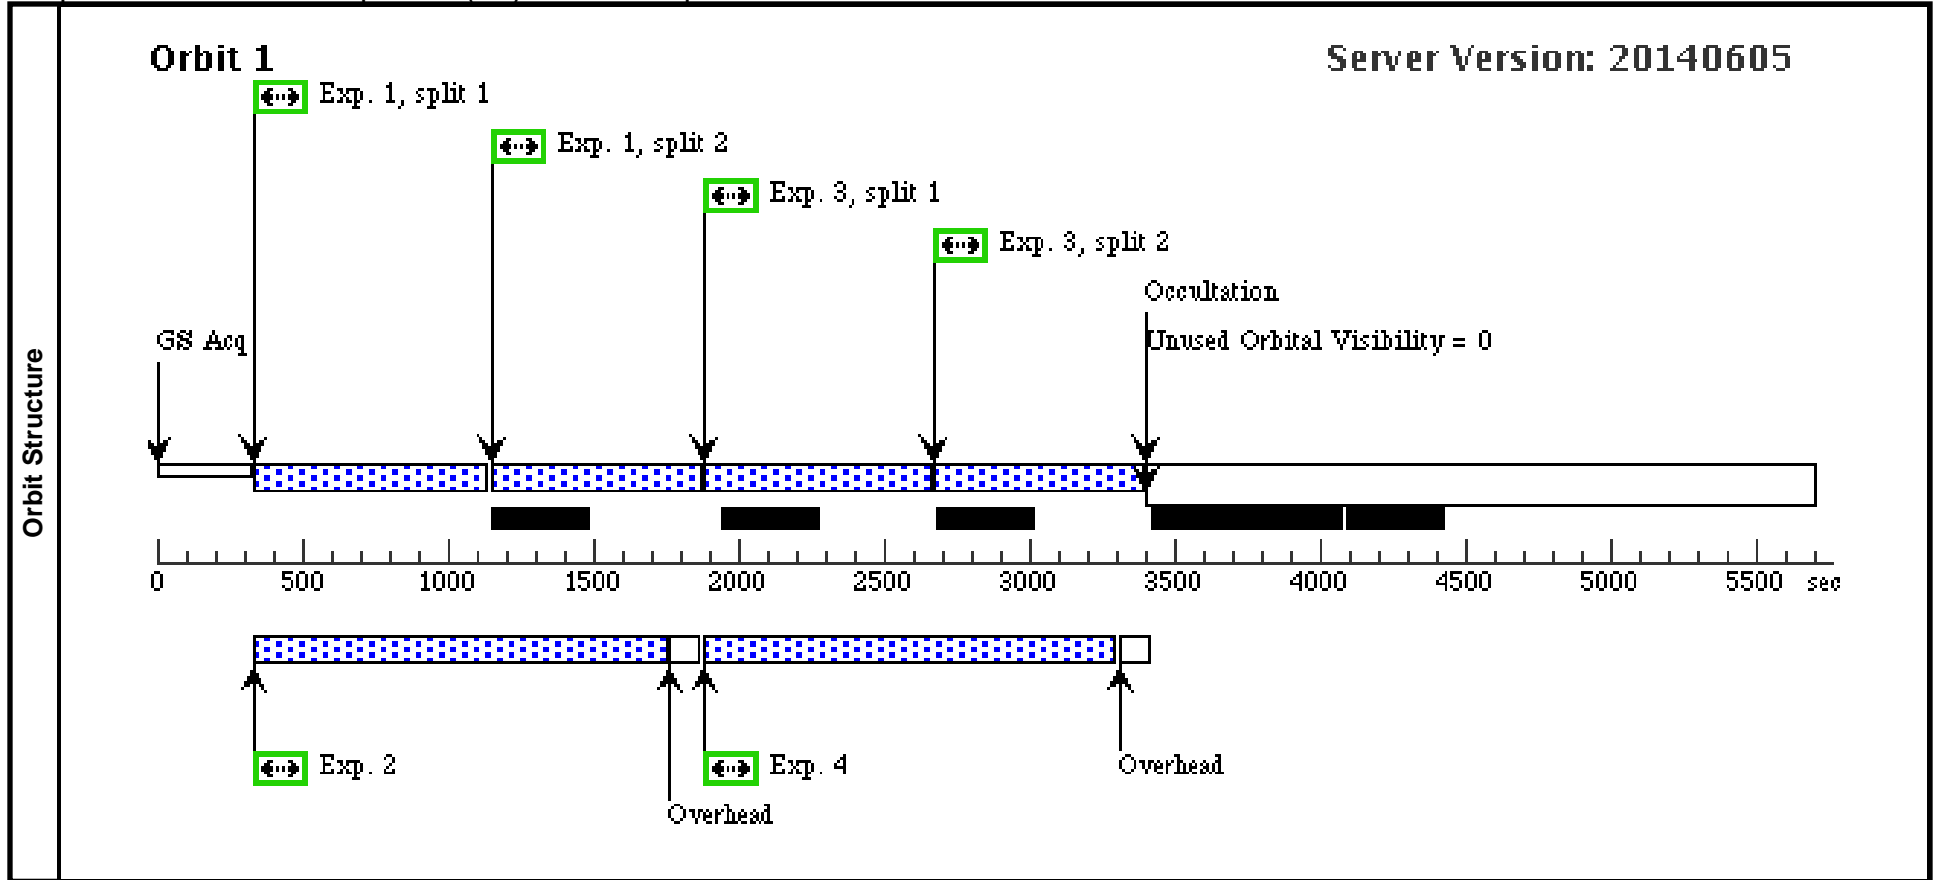 Orbit Structure
Orbit 1
Server Version: 20140605
Exp. 1, split 1
Exp. 1, split 2
Exp. 3, split 1
Exp. 3, split 2
Occultation
GS Acq
Unused Orbital Visibility = 0
0 500 1000 1500 2000 2500 3000 3500 4000 4500 5000 5500 sec
Exp. 2
Exp. 4
Overhead
Overhead